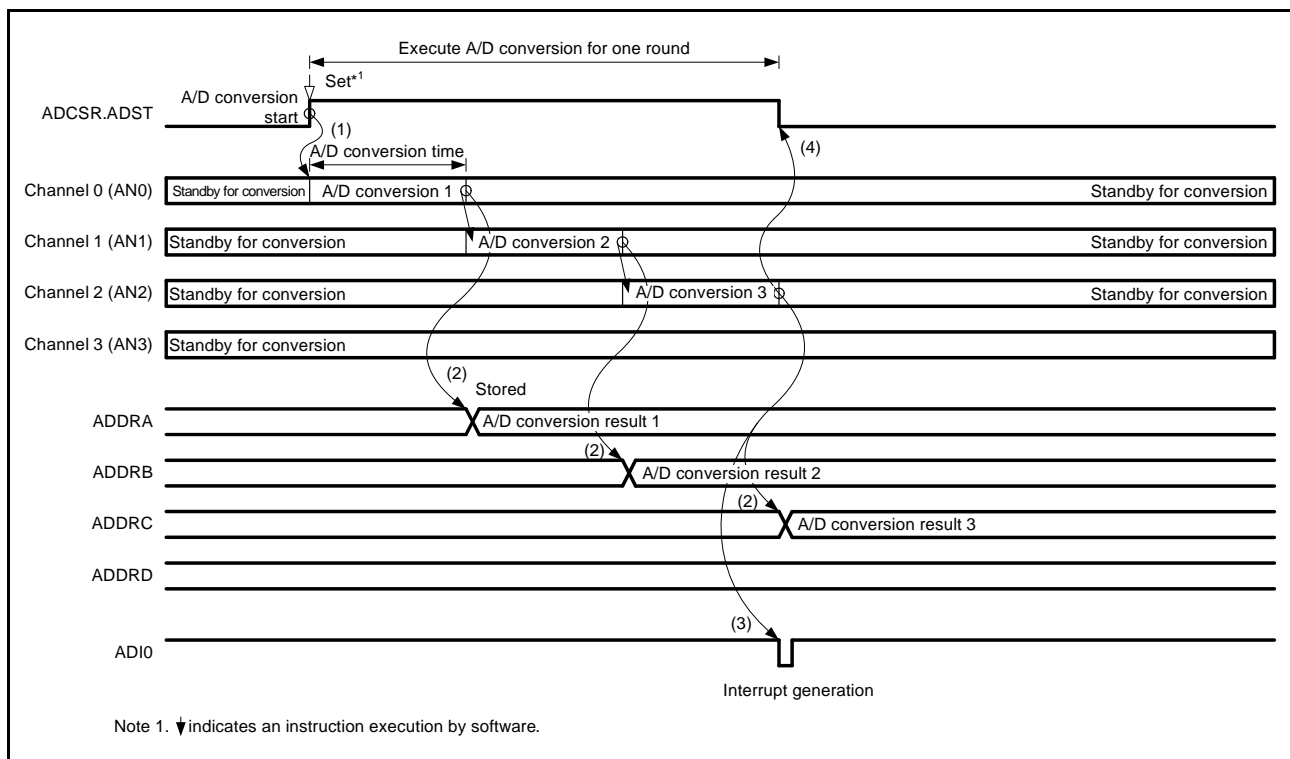 Execute A/D conversion for one round
Set*1
A/D conversion
start
ADCSR.ADST
(1)
(4)
A/D conversion time
Channel 0 (AN0) Standby for conversion A/D conversion 1 Standby for conversion
Channel 1 (AN1) Standby for conversion A/D conversion 2 Standby for conversion
Channel 2 (AN2) Standby for conversion A/D conversion 3 Standby for conversion
Channel 3 (AN3) Standby for conversion
(2) Stored
ADDRA A/D conversion result 1
(2)
ADDRB A/D conversion result 2
(2)
ADDRC A/D conversion result 3
ADDRD
(3)
ADI0
Interrupt generation
Note 1. indicates an instruction execution by software.